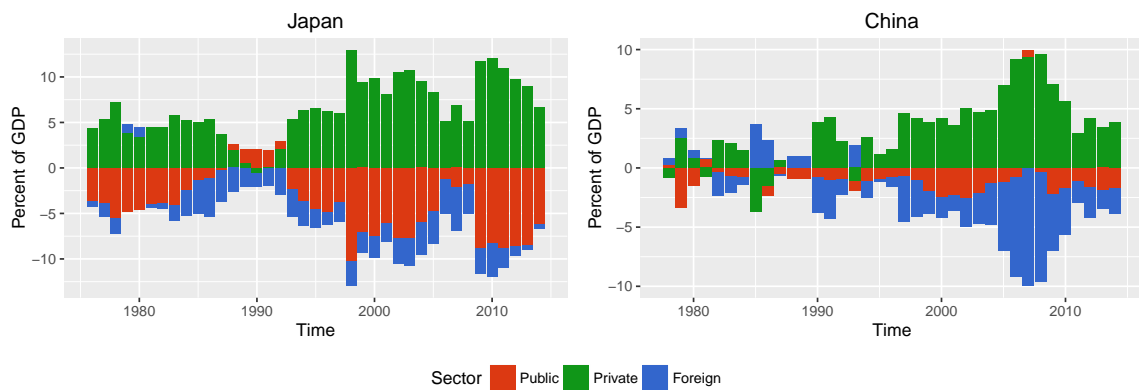 Japan
China
Percent of GDP
10
5
0
−5
−10
1980
1990
2000
2010
Time
Percent of GDP
10
5
0
−5
−10
1980
1990
2000
2010
Time
Sector
Public
Private
Foreign